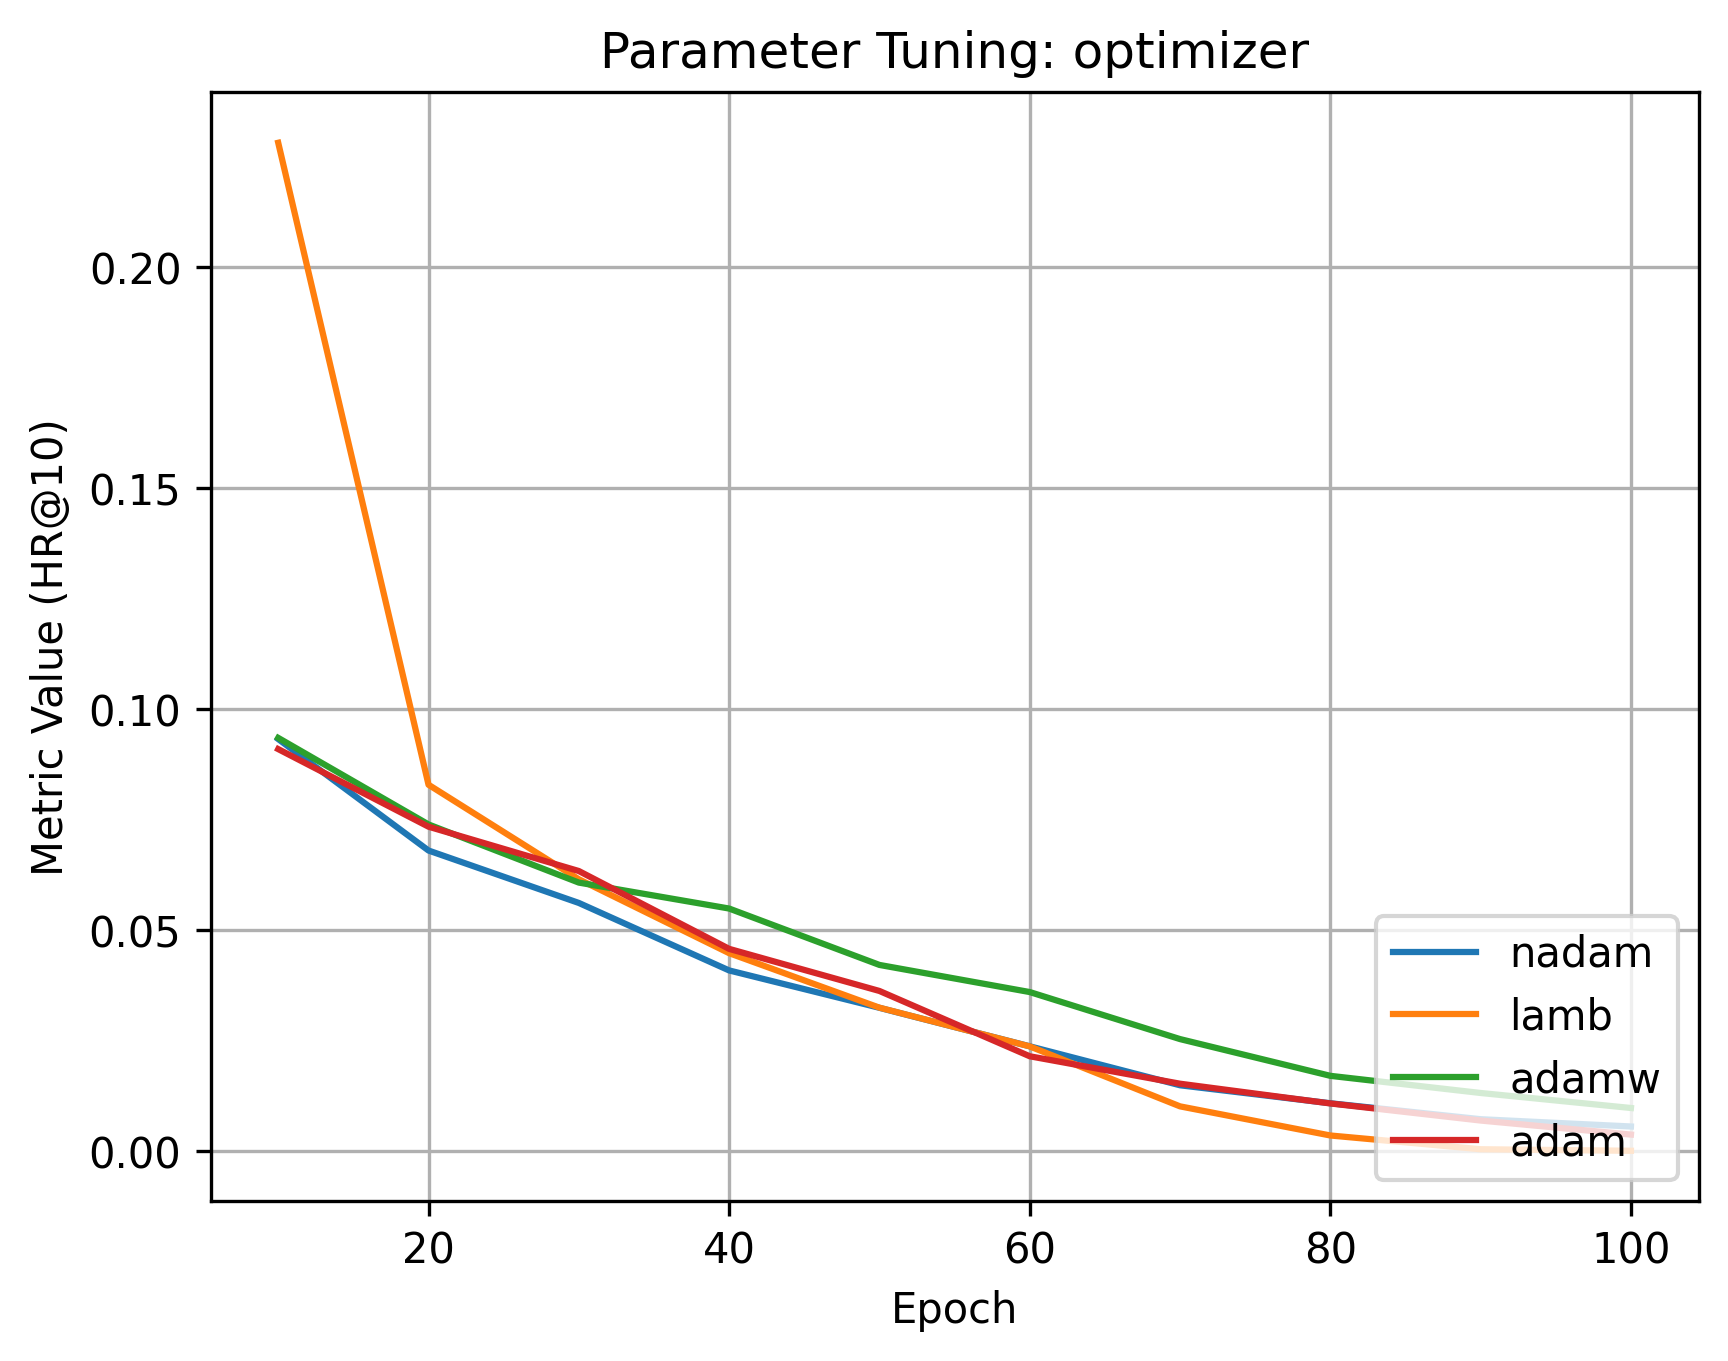 Parameter Tuning: optimizer
Metric Value (HR@10)
0.20
0.15
0.10
0.05
0.00
nadam
lamb
adamw
adam
20 40 60 80 100
Epoch